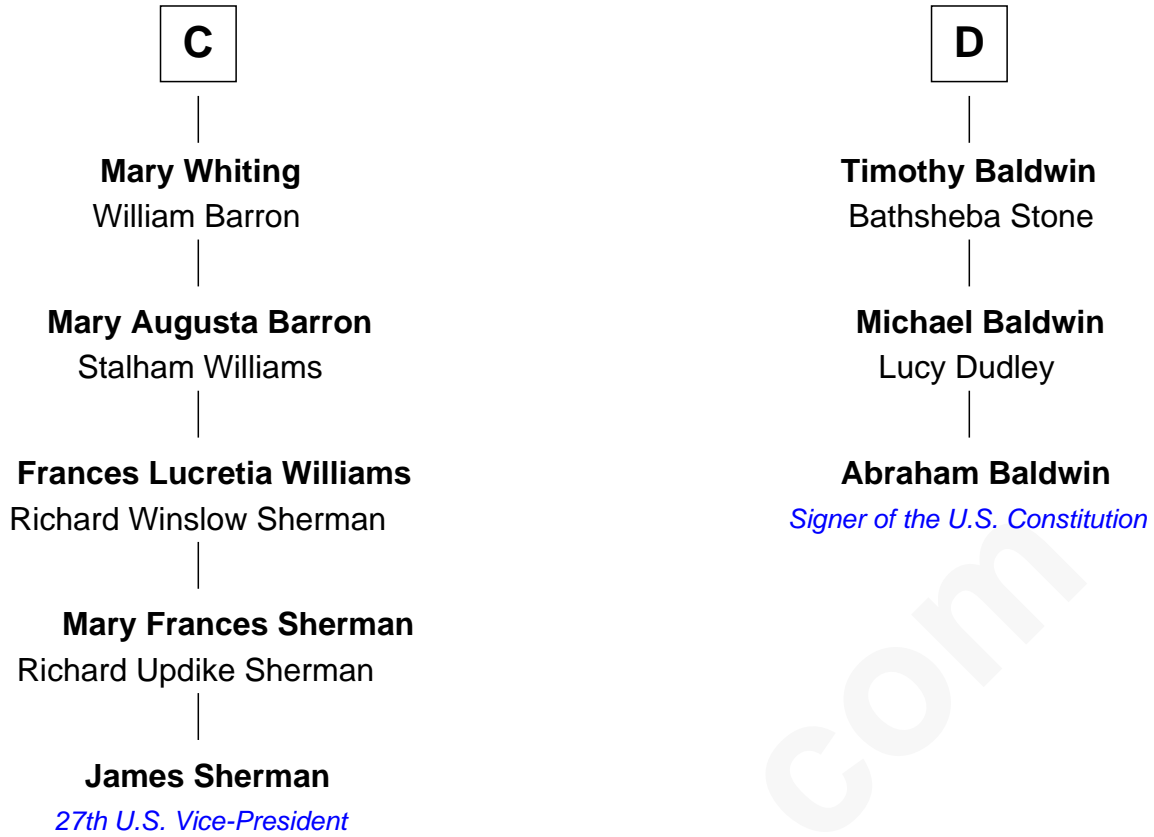 C
Mary Whiting
William Barron
Mary Augusta Barron
Stalham Williams
Frances Lucretia Williams
Richard Winslow Sherman
Mary Frances Sherman
Richard Updike Sherman
James Sherman
27th U.S. Vice-President
D
Timothy Baldwin
Bathsheba Stone
Michael Baldwin
Lucy Dudley
Abraham Baldwin
Signer of the U.S. Constitution
com